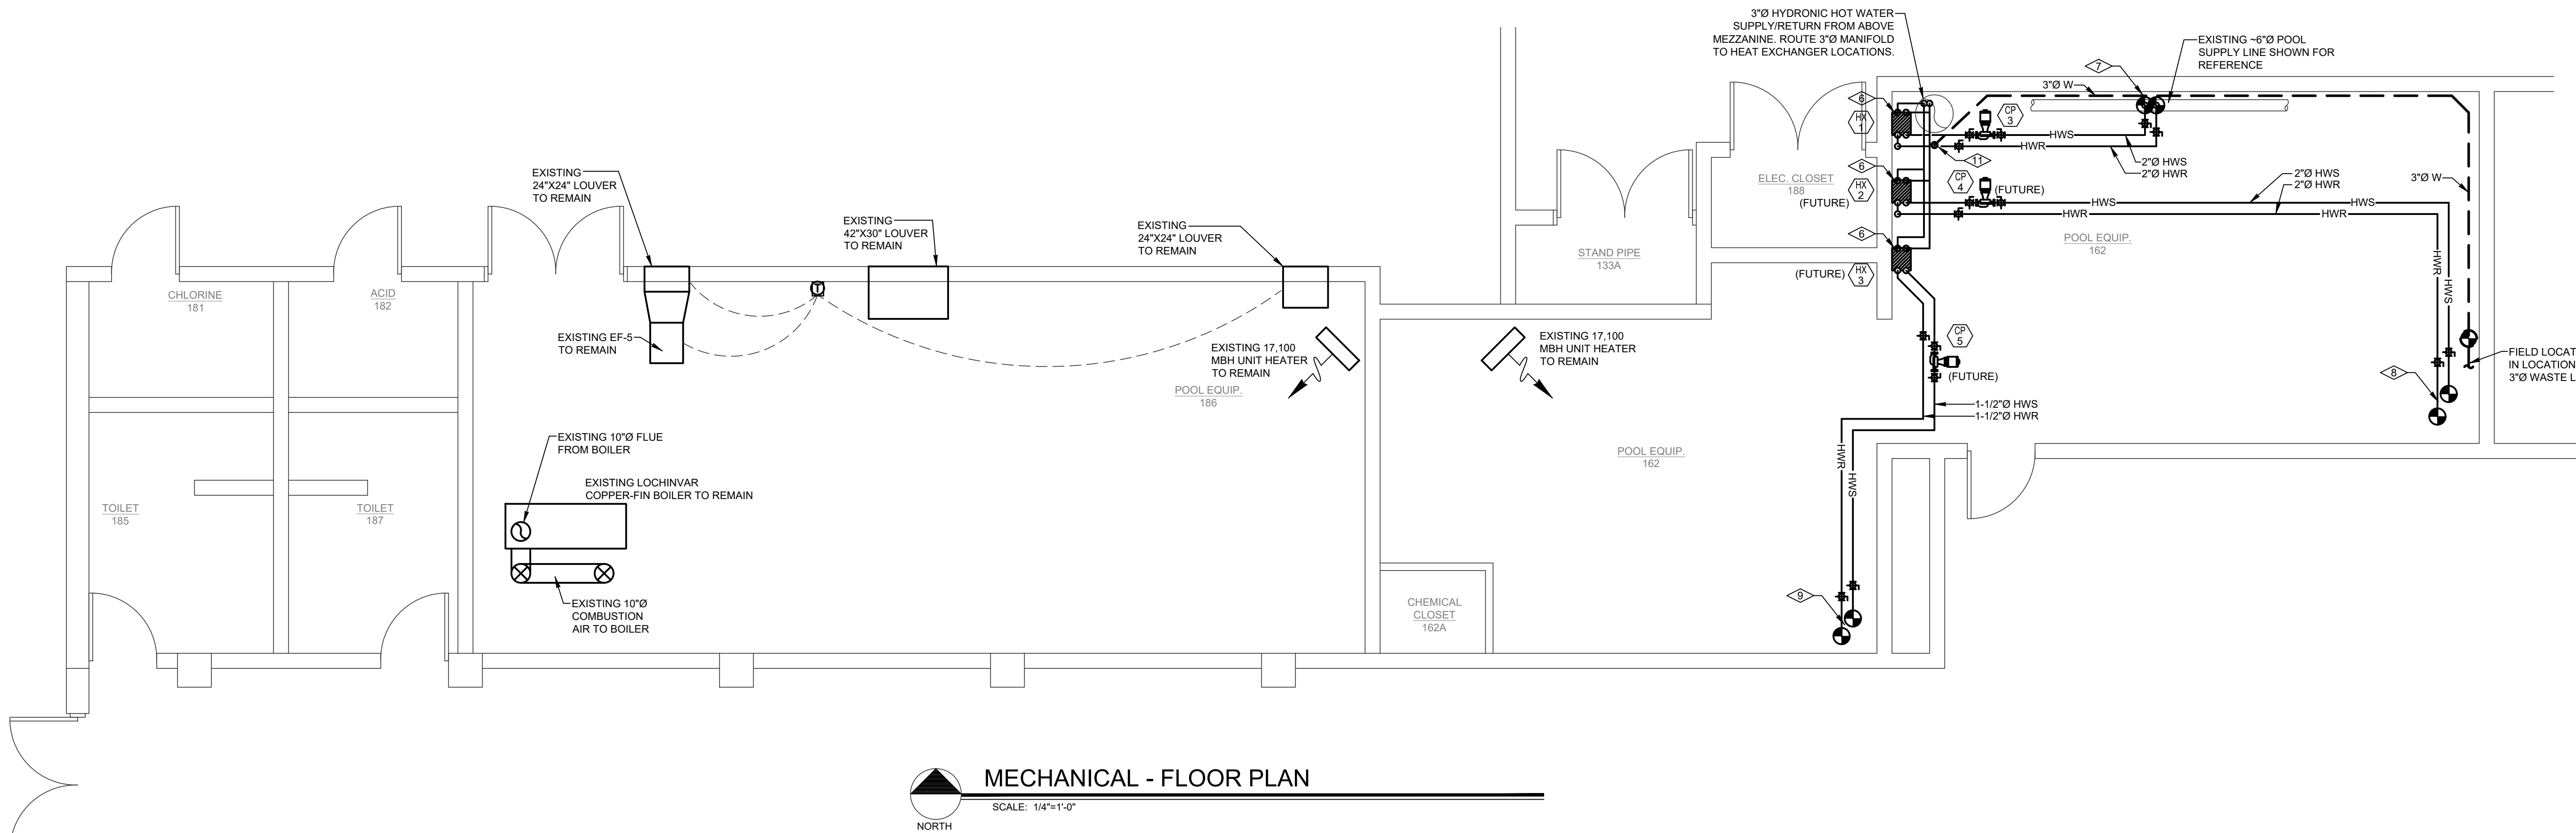 3"Ø HYDRONIC HOT WATER
SUPPLY/RETURN FROM ABOVE
MEZZANINE. ROUTE 3"Ø MANIFOLD
TO HEAT EXCHANGER LOCATIONS.
EXISTING ~6"Ø POOL
SUPPLY LINE SHOWN FOR
REFERENCE
7
3"Ø W
6
HX
1
CP
3
HWS
HWR
11
2"Ø HWS
2"Ø HWR
6
HX
2
(FUTURE)
CP
4
(FUTURE)
2"Ø HWS
2"Ø HWR
3"Ø W
HWS
HWR
HWS
HWR
POOL EQUIP.
162
6
(FUTURE)
HX
3
HWR
HWS
CP
5
(FUTURE)
1-1/2"Ø HWS
1-1/2"Ø HWR
HWR
HWS
8
9
FIELD LOCAT
IN LOCATION
3"Ø WASTE L
ELEC. CLOSET
188
STAND PIPE
133A
EXISTING
24"X24" LOUVER
TO REMAIN
EXISTING
42"X30" LOUVER
TO REMAIN
EXISTING
24"X24" LOUVER
TO REMAIN
T
CHLORINE
181
ACID
182
EXISTING EF-5
TO REMAIN
EXISTING 17,100
MBH UNIT HEATER
TO REMAIN
EXISTING 17,100
MBH UNIT HEATER
TO REMAIN
POOL EQUIP.
186
POOL EQUIP.
162
EXISTING 10"Ø FLUE
FROM BOILER
EXISTING LOCHINVAR
COPPER-FIN BOILER TO REMAIN
TOILET
185
TOILET
187
EXISTING 10"Ø
COMBUSTION
AIR TO BOILER
CHEMICAL
CLOSET
162A
MECHANICAL - FLOOR PLAN
SCALE: 1/4"=1'-0"
NORTH